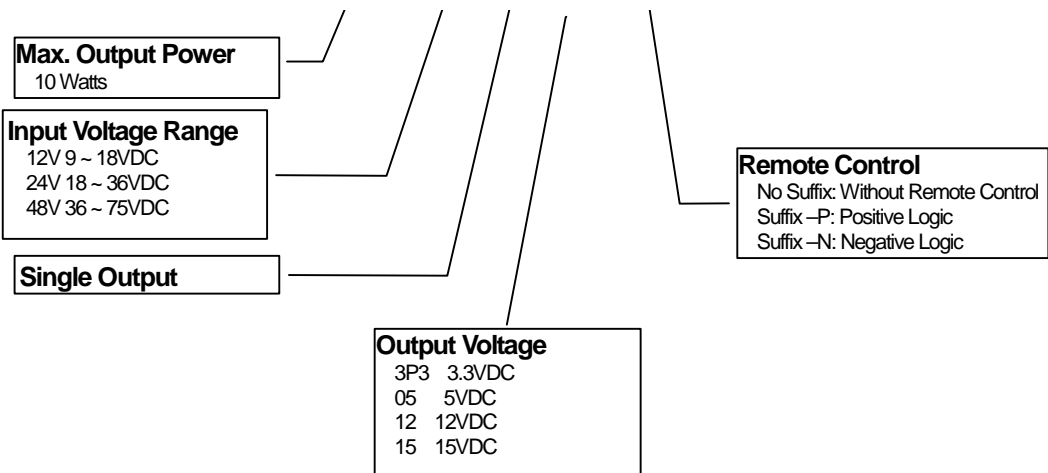 Max. Output Power
10 Watts
Input Voltage Range
12V 9 ~ 18VDC
24V 18 ~ 36VDC
48V 36 ~ 75VDC
Single Output
Output Voltage
3P3 3.3VDC
05 5VDC
12 12VDC
15 15VDC
Remote Control
No Suffix: Without Remote Control
Suffix –P: Positive Logic
Suffix –N: Negative Logic